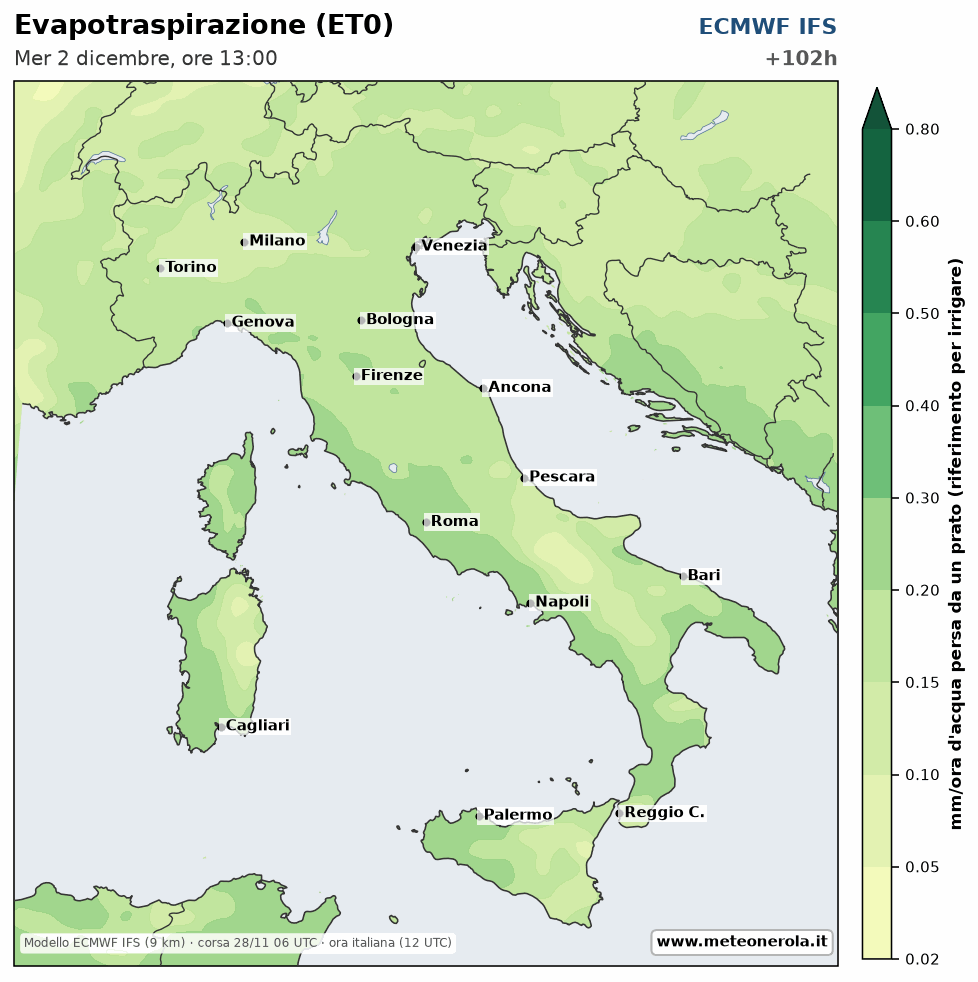 Evapotraspirazione (ET0)
ECMWF IFS
Mer 2 dicembre, ore 13:00
+102h
0.80
0.60
0.50
0.40
0.30
0.20
0.15
0.10
0.05
0.02
mm/ora d'acqua persa da un prato (riferimento per irrigare)
Milano
Venezia
Torino
Genova
Bologna
Firenze
Ancona
Pescara
Roma
Bari
Napoli
Cagliari
Palermo
Reggio C.
Modello ECMWF IFS (9 km) · corsa 28/11 06 UTC · ora italiana (12 UTC)
www.meteonerola.it